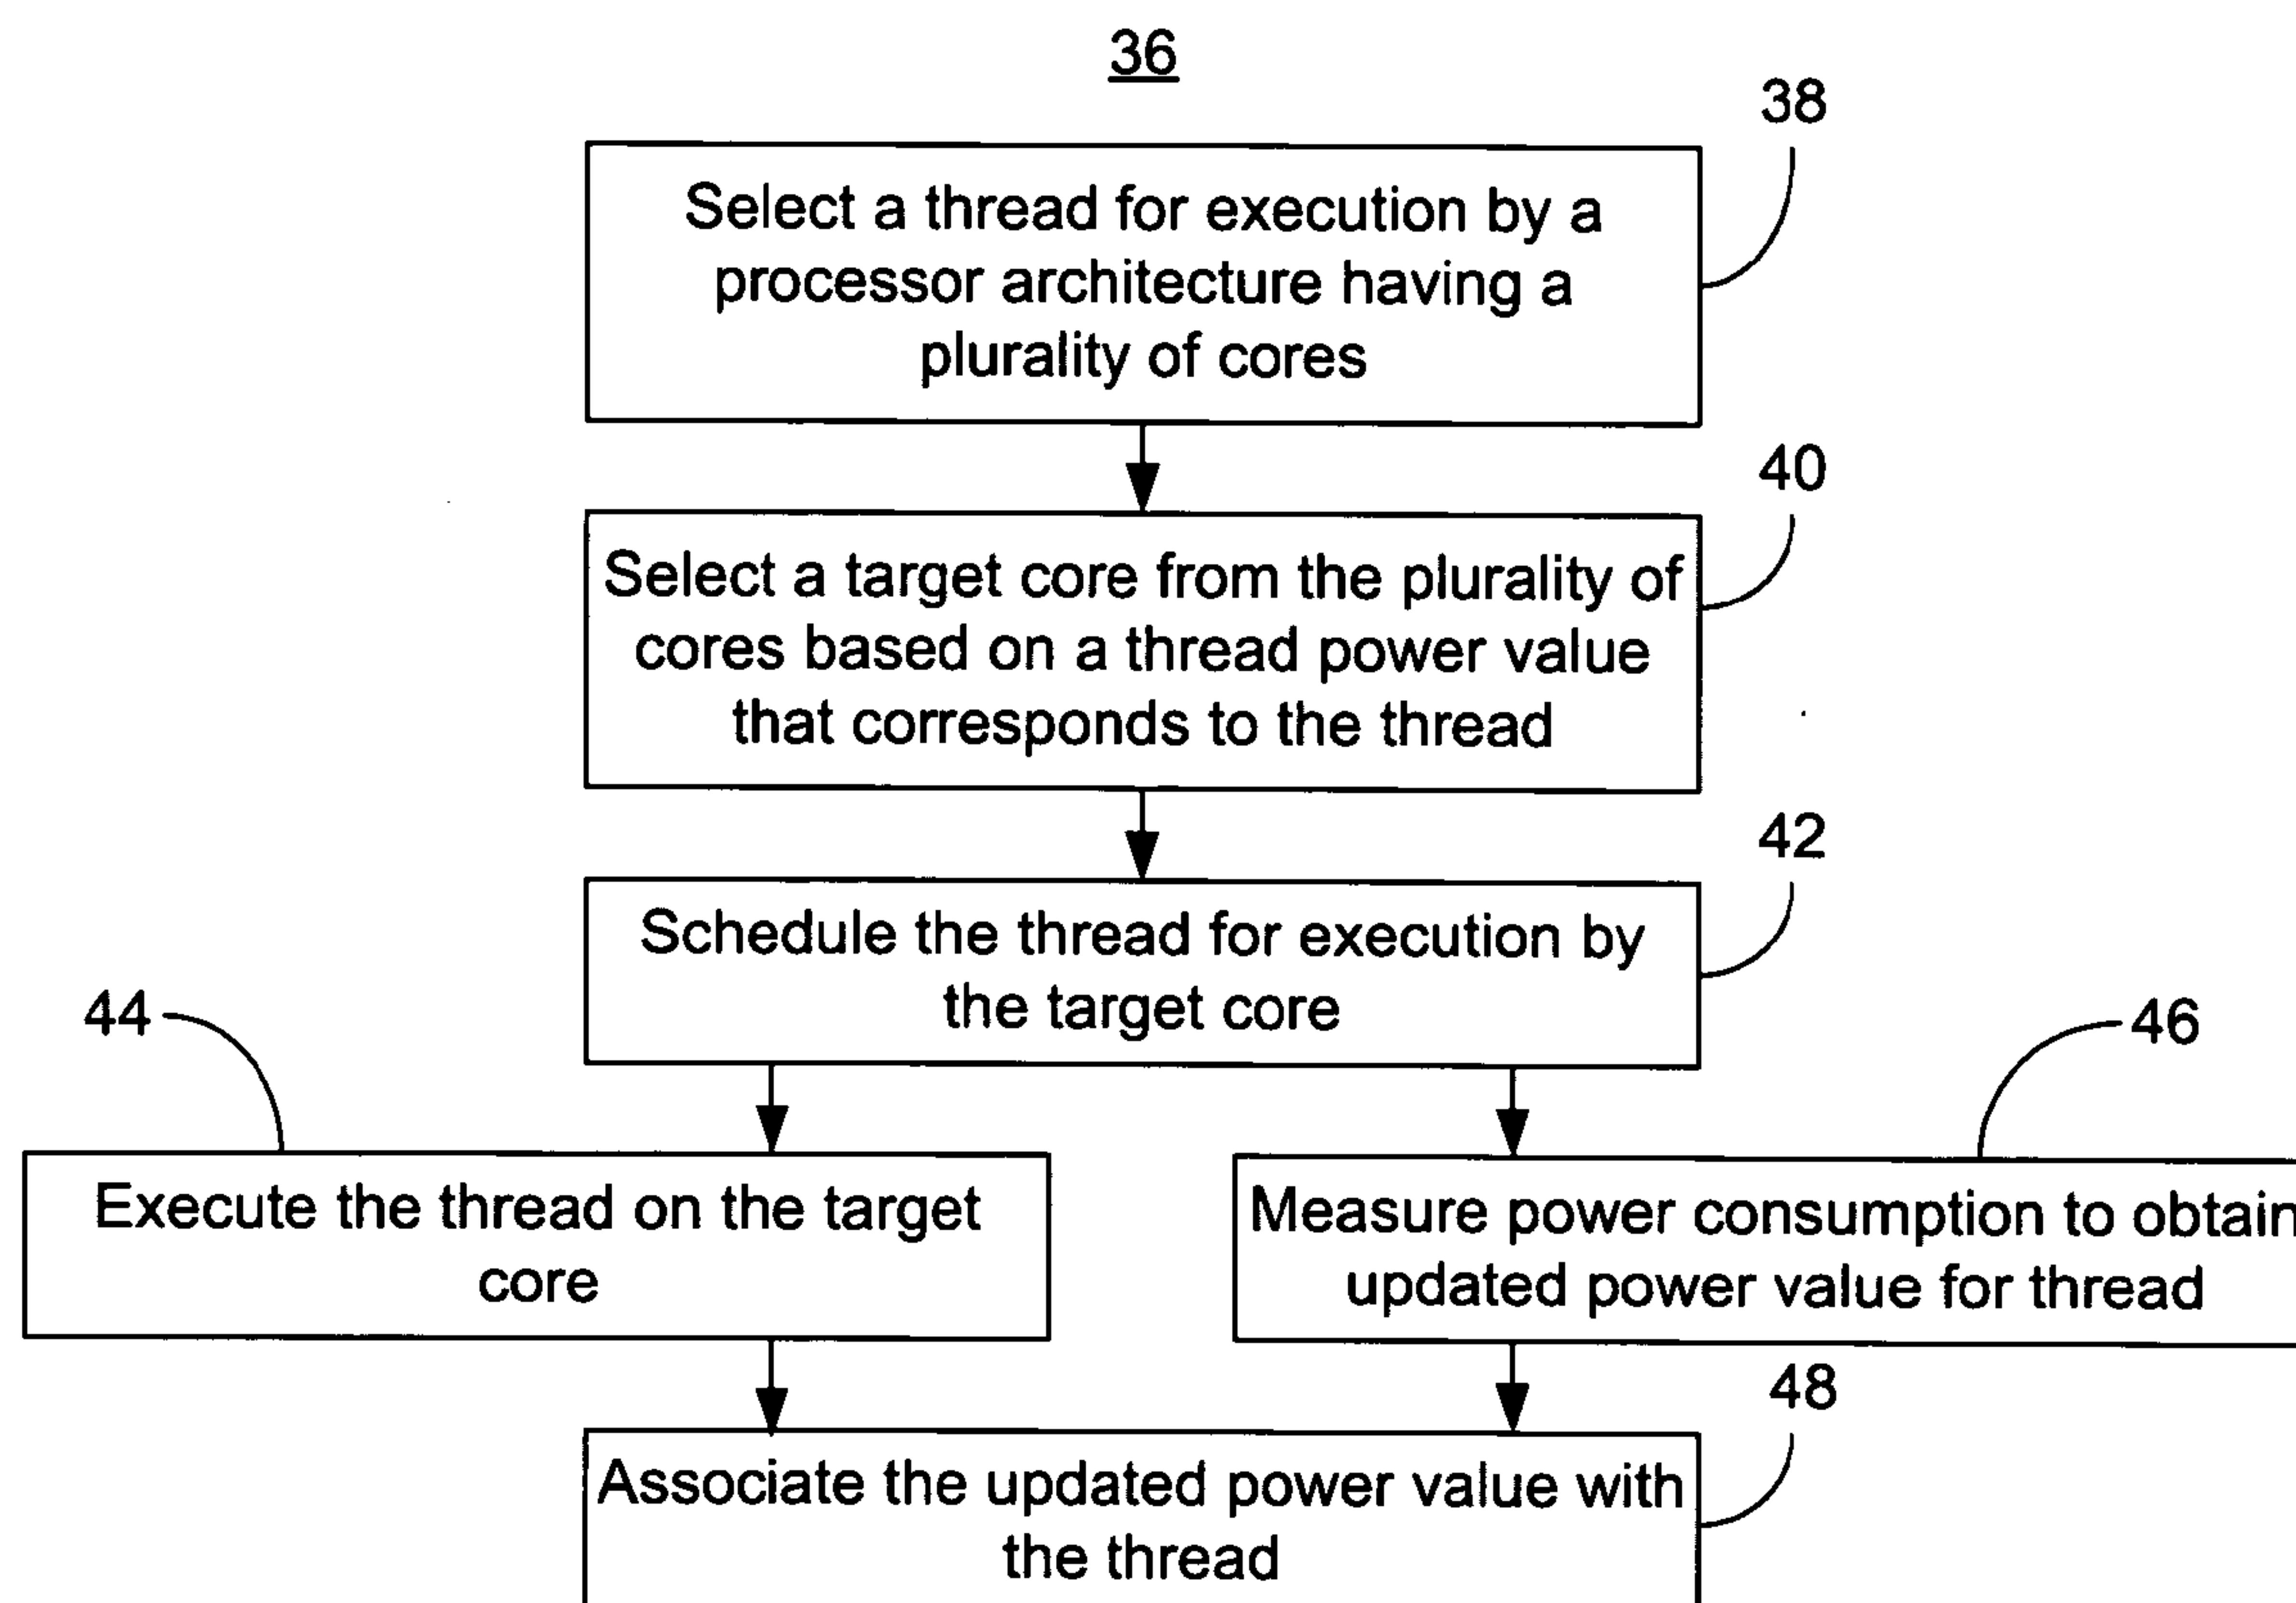 36
38
Select a thread for execution by a
processor architecture having a
plurality of cores
40
Select a target core from the plurality of
cores based on a thread power value
that corresponds to the thread
42
Schedule the thread for execution by
the target core
44
46
Execute the thread on the target
core
Measure power consumption to obtain
updated power value for thread
48
Associate the updated power value with
the thread